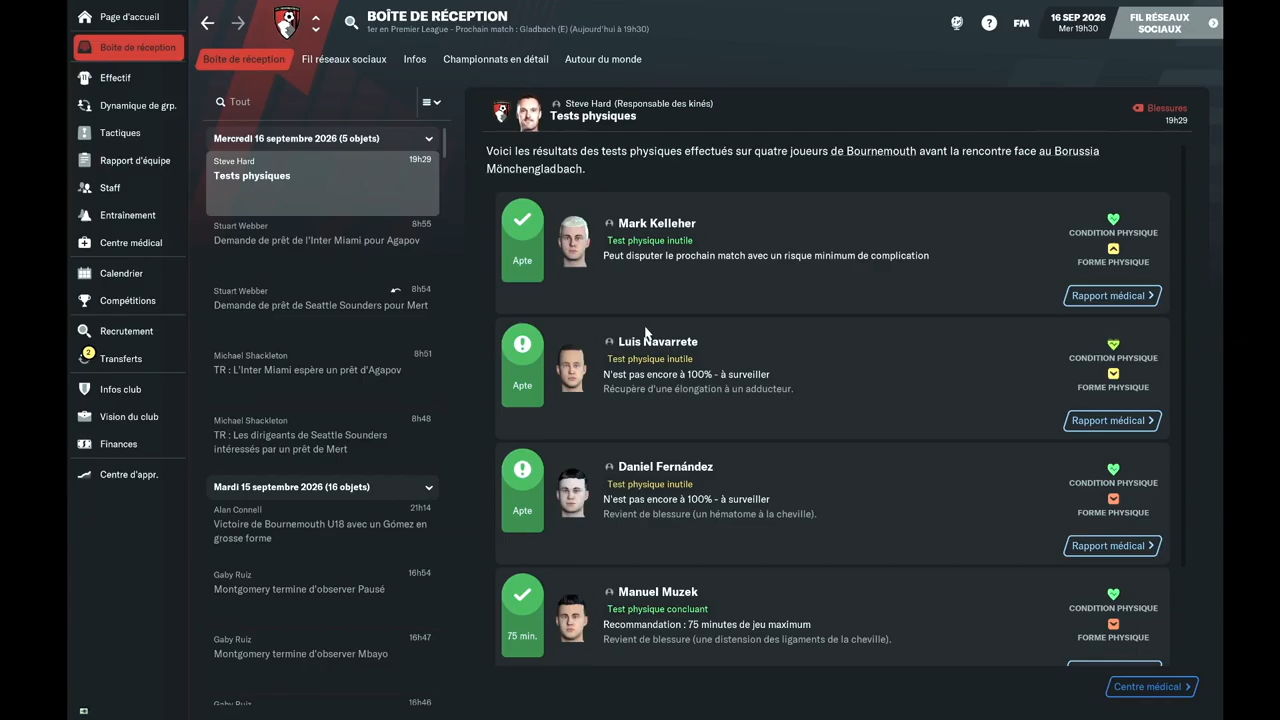 Page d'accueil
Boîte de réception
Effectif
Dynamique de grp.
Tactiques
Rapport d'équipe
Staff
Entraînement
Centre médical
Calendrier
Compétitions
Recrutement
2
Transferts
Infos club
Vision du club
Finances
Centre d'appr.
BOÎTE DE RÉCEPTION
1er en Premier League - Prochain match : Gladbach (E) (Aujourd'hui à 19h30)
?
FM
16 SEP 2026
Mer 19h30
FIL RÉSEAUX
SOCIAUX
Boîte de réception
Fil réseaux sociaux
Infos
Championnats en détail
Autour du monde
Tout
Mercredi 16 septembre 2026 (5 objets)
Steve Hard 19h29
Tests physiques
Stuart Webber 8h55
Demande de prêt de l'Inter Miami pour Agapov
Stuart Webber 8h54
Demande de prêt de Seattle Sounders pour Mert
Michael Shackleton 8h51
TR : L'Inter Miami espère un prêt d'Agapov
Michael Shackleton 8h48
TR : Les dirigeants de Seattle Sounders
intéressés par un prêt de Mert
Mardi 15 septembre 2026 (16 objets)
Alan Connell 21h14
Victoire de Bournemouth U18 avec un Gómez en
grosse forme
Gaby Ruiz 16h54
Montgomery termine d'observer Pausé
Gaby Ruiz 16h47
Montgomery termine d'observer Mbayo
Gaby Ruiz 16h46
Steve Hard (Responsable des kinés)
Tests physiques
Blessures
19h29
Voici les résultats des tests physiques effectués sur quatre joueurs de Bournemouth avant la rencontre face au Borussia
Mönchengladbach.
Apte
Mark Kelleher
Test physique inutile
Peut disputer le prochain match avec un risque minimum de complication
CONDITION PHYSIQUE
FORME PHYSIQUE
Rapport médical
Apte
Luis Navarrete
Test physique inutile
N'est pas encore à 100% - à surveiller
Récupère d'une élongation à un adducteur.
CONDITION PHYSIQUE
FORME PHYSIQUE
Rapport médical
Apte
Daniel Fernández
Test physique inutile
N'est pas encore à 100% - à surveiller
Revient de blessure (un hématome à la cheville).
CONDITION PHYSIQUE
FORME PHYSIQUE
Rapport médical
75 min.
Manuel Muzek
Test physique concluant
Recommandation : 75 minutes de jeu maximum
Revient de blessure (une distension des ligaments de la cheville).
CONDITION PHYSIQUE
FORME PHYSIQUE
Centre médical